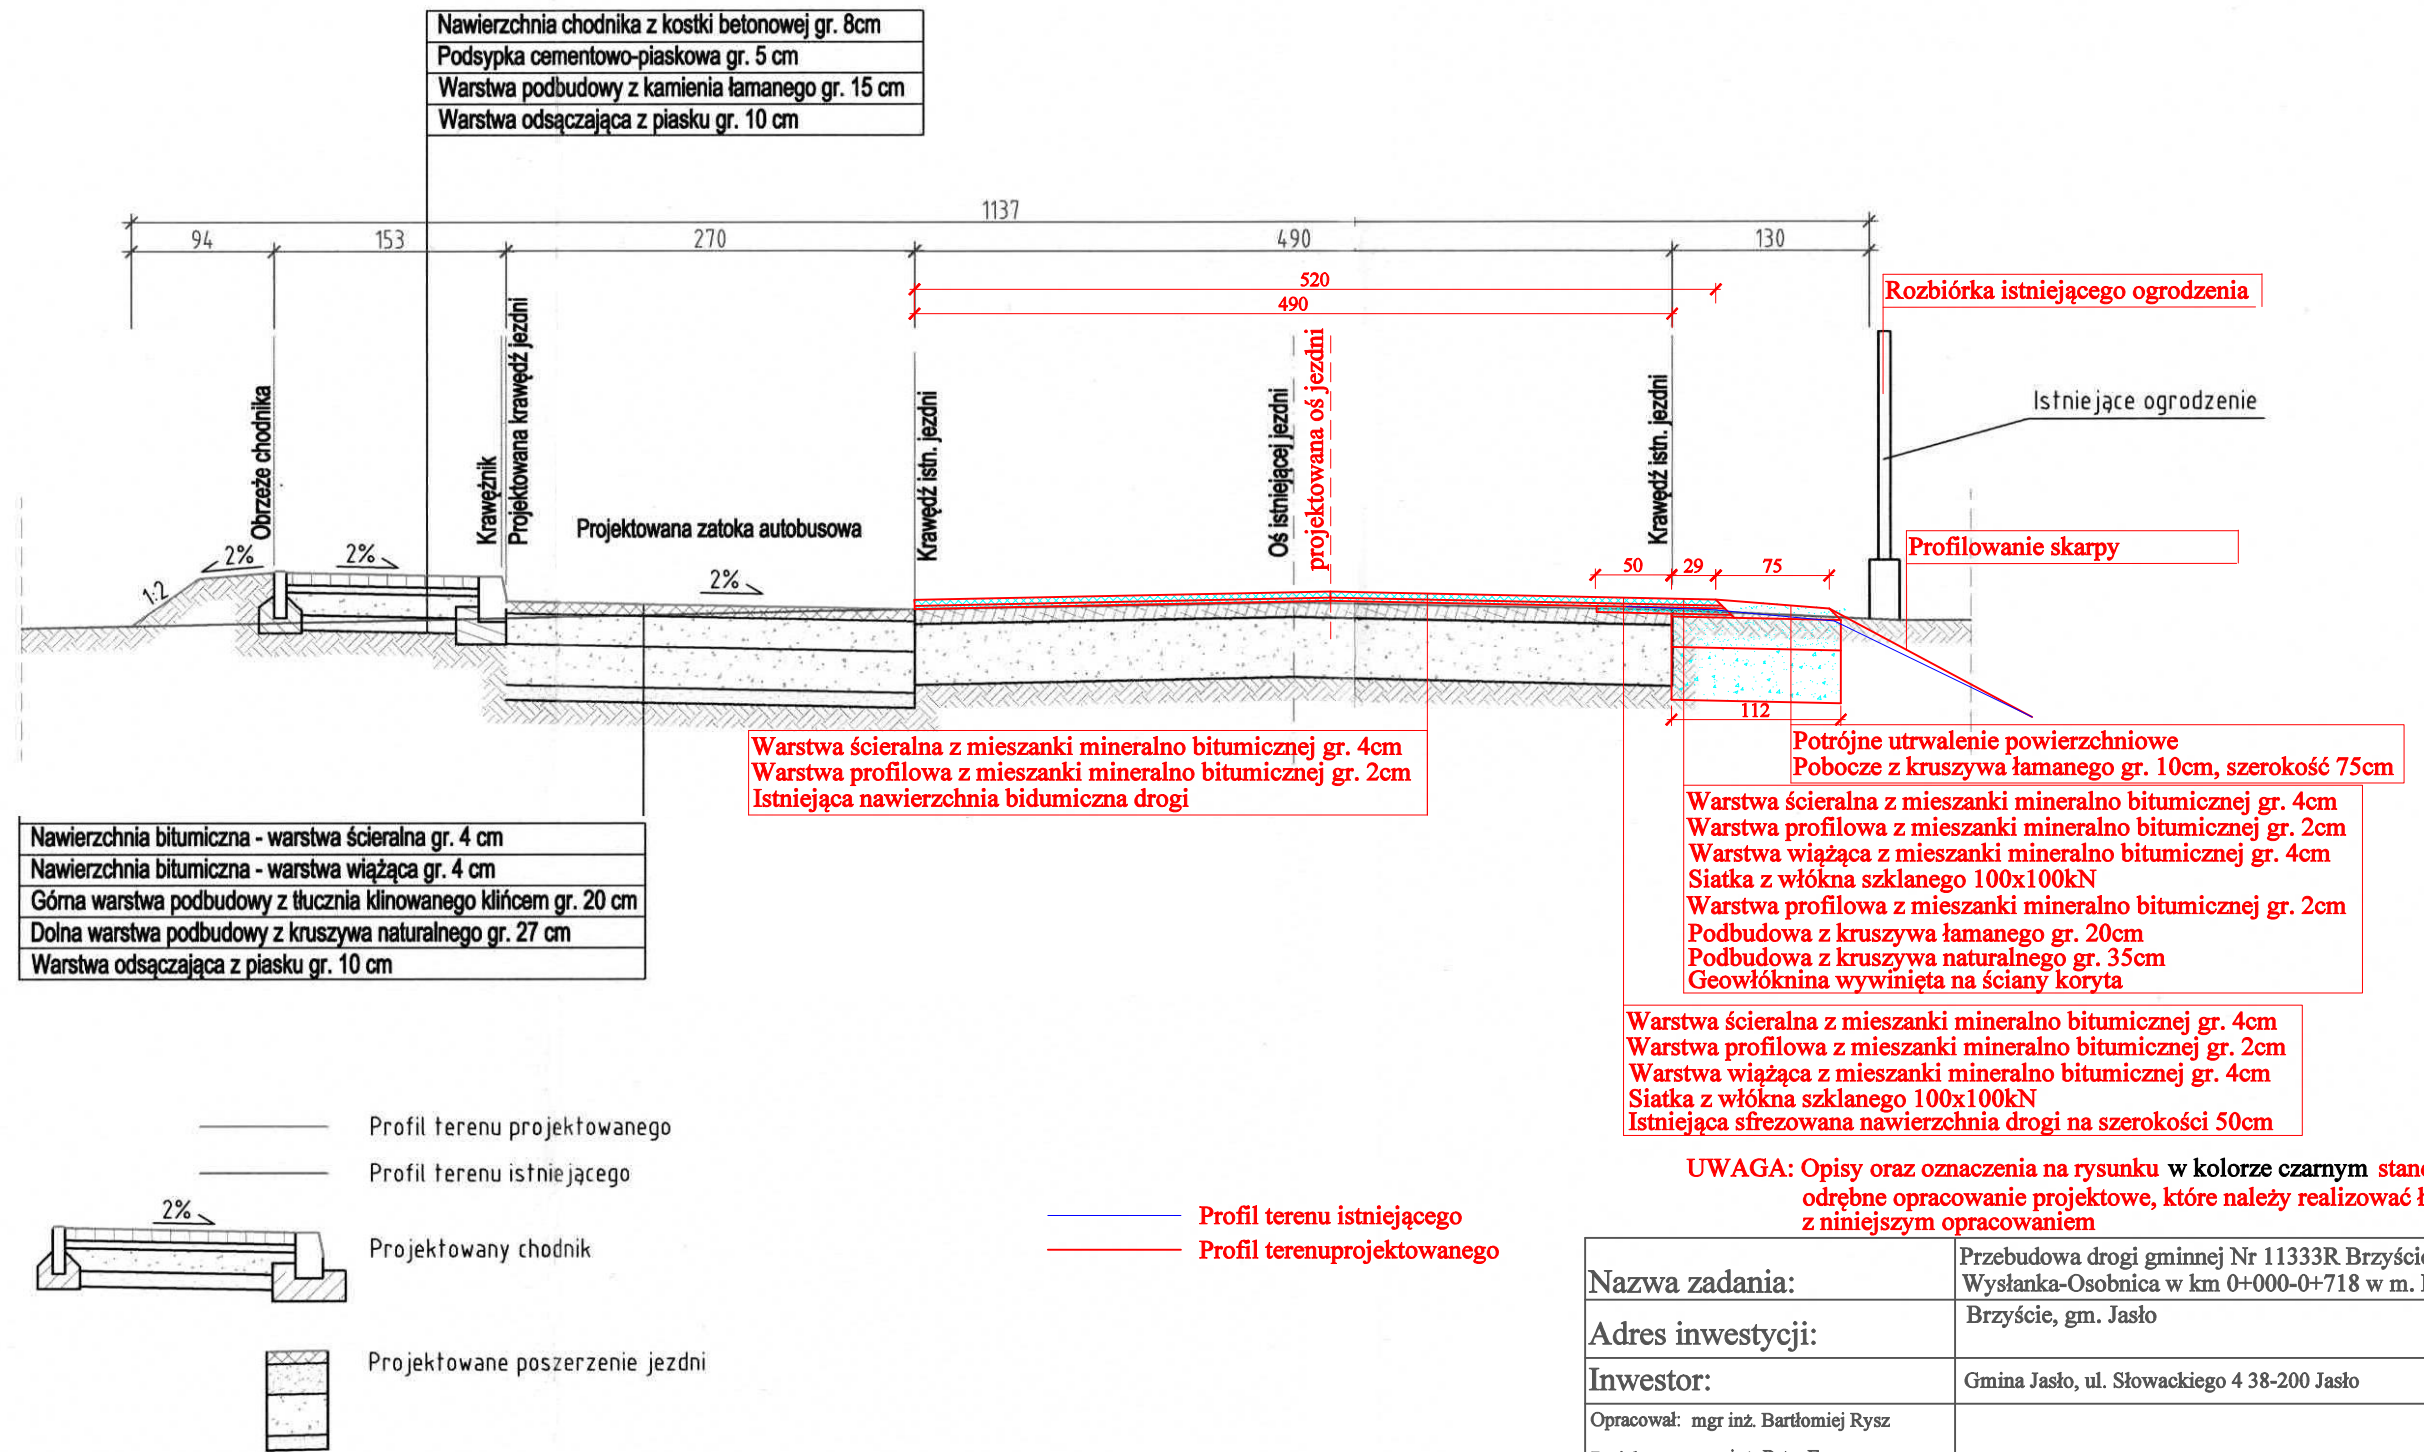 Nawierzchnia chodnika z kostki betonowej gr. 8cm
Podsypka cementowo-piaskowa gr. 5 cm
Warstwa podbudowy z kamienia łamanego gr. 15 cm
Warstwa odsączająca z piasku gr. 10 cm
1137
94
153
270
490
130
520
490
Rozbiórka istniejącego ogrodzenia
Istniejące ogrodzenie
Obrzeże chodnika
Krawężnik
Projektowana krawędź jezdni
Projektowana zatoka autobusowa
Krawędź istn. jezdni
Oś istniejącej jezdni
projektowana oś jezdni
Krawędź istn. jezdni
Profilowanie skarpy
1:2
2%
2%
2%
50
29
75
112
Warstwa ścieralna z mieszanki mineralno bitumicznej gr. 4cm
Warstwa profilowa z mieszanki mineralno bitumicznej gr. 2cm
Istniejąca nawierzchnia bidumiczna drogi
Potrójne utrwalenie powierzchniowe
Pobocze z kruszywa łamanego gr. 10cm, szerokość 75cm
Warstwa ścieralna z mieszanki mineralno bitumicznej gr. 4cm
Warstwa profilowa z mieszanki mineralno bitumicznej gr. 2cm
Warstwa wiążąca z mieszanki mineralno bitumicznej gr. 4cm
Siatka z włókna szklanego 100x100kN
Warstwa profilowa z mieszanki mineralno bitumicznej gr. 2cm
Podbudowa z kruszywa łamanego gr. 20cm
Podbudowa z kruszywa naturalnego gr. 35cm
Geowłóknina wywinięta na ściany koryta
Nawierzchnia bitumiczna - warstwa ścieralna gr. 4 cm
Nawierzchnia bitumiczna - warstwa wiążąca gr. 4 cm
Górna warstwa podbudowy z tłucznia klinowanego klińcem gr. 20 cm
Dolna warstwa podbudowy z kruszywa naturalnego gr. 27 cm
Warstwa odsączająca z piasku gr. 10 cm
Warstwa ścieralna z mieszanki mineralno bitumicznej gr. 4cm
Warstwa profilowa z mieszanki mineralno bitumicznej gr. 2cm
Warstwa wiążąca z mieszanki mineralno bitumicznej gr. 4cm
Siatka z włókna szklanego 100x100kN
Istniejąca sfrezowana nawierzchnia drogi na szerokości 50cm
Profil terenu projektowanego
Profil terenu istniejącego
2%
Projektowany chodnik
Projektowane poszerzenie jezdni
Profil terenu istniejącego
Profil terenuprojektowanego
UWAGA: Opisy oraz oznaczenia na rysunku w kolorze czarnym
odrębne opracowanie projektowe, które należy realizować
z niniejszym opracowaniem
Nazwa zadania:
Przebudowa drogi gminnej Nr 11333R Brzyście
Wysłanka-Osobnica w km 0+000-0+718 w m.
Adres inwestycji:
Brzyście, gm. Jasło
Inwestor:
Gmina Jasło, ul. Słowackiego 4 38-200 Jasło
Opracował: mgr inż. Bartłomiej Rysz